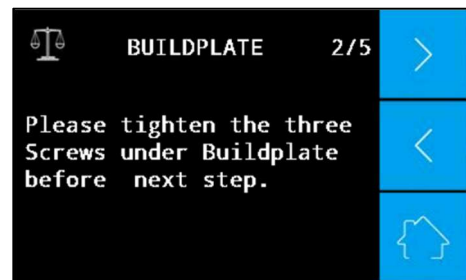 BUILDPLATE 2/5
Please tighten the three
Screws under Buildplate
before next step.